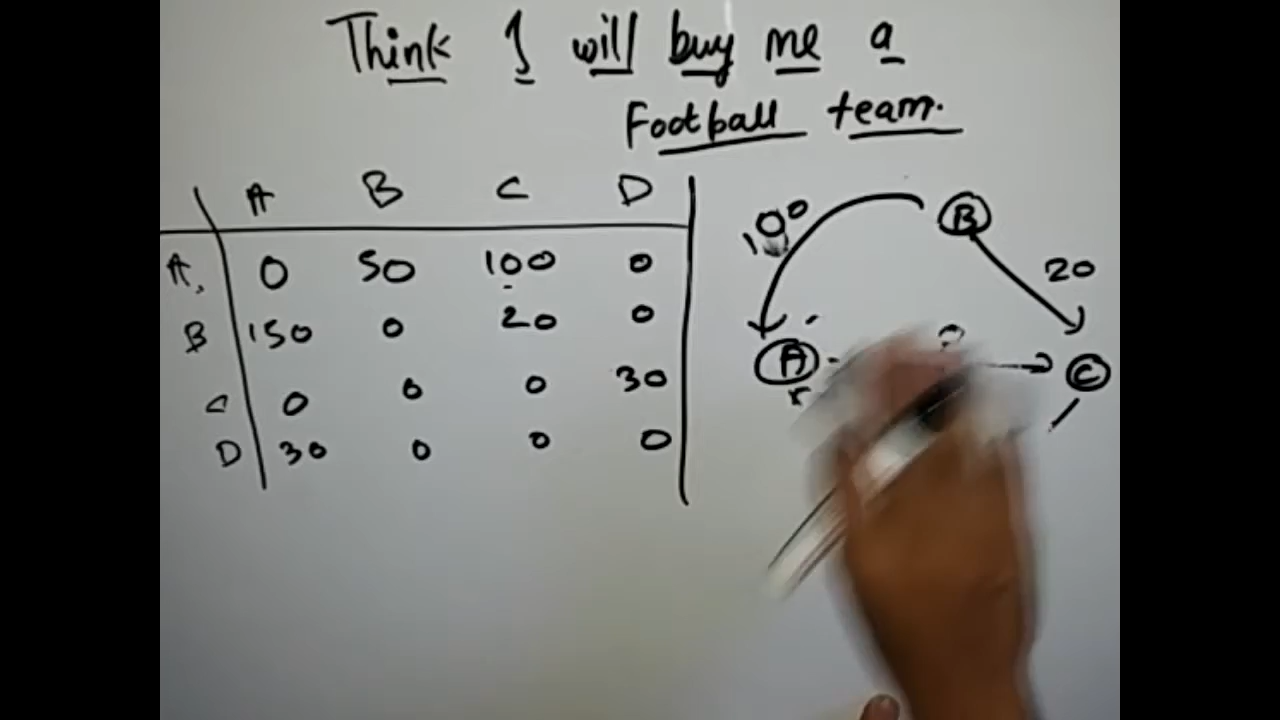 Think I will buy me a
Football team.
A B C D
A, 0 50 100 0
B 150 0 20 0
C 0 0 0 30
D 30 0 0 0
B
100
20
A
C